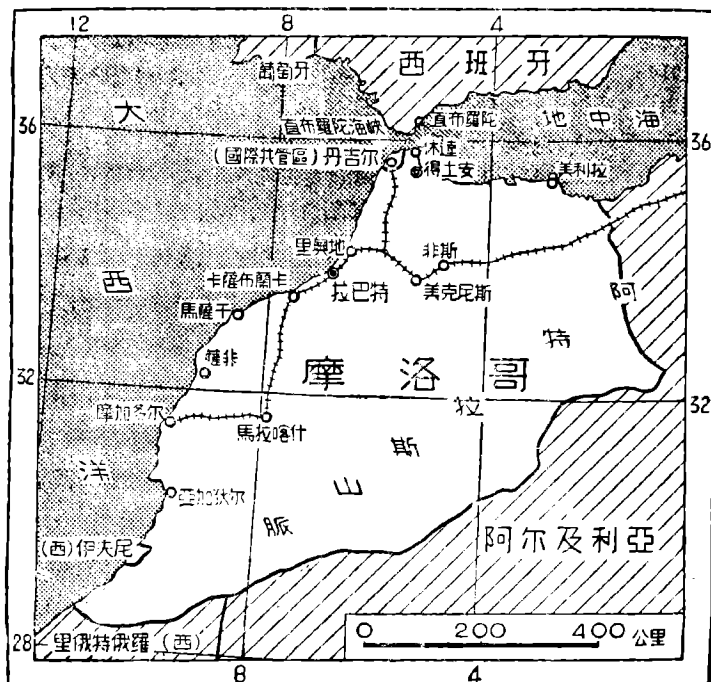 12 8 4
葡萄牙
西班牙
大西洋
36
直布羅陀海峽
直布羅陀
地中海
36
(國際共管區)丹吉尔
休達
得土安
美利拉
里奥地
非斯
卡薩布蘭卡
拉巴特
美克尼斯
馬薩干
薩非
摩洛哥
阿特拉斯山脈
32
32
摩加多尔
馬拉喀什
亞加狄尔
(西)伊夫尼
阿尔及利亞
28
里俄特俄羅(西)
0 200 400 公里
8 4